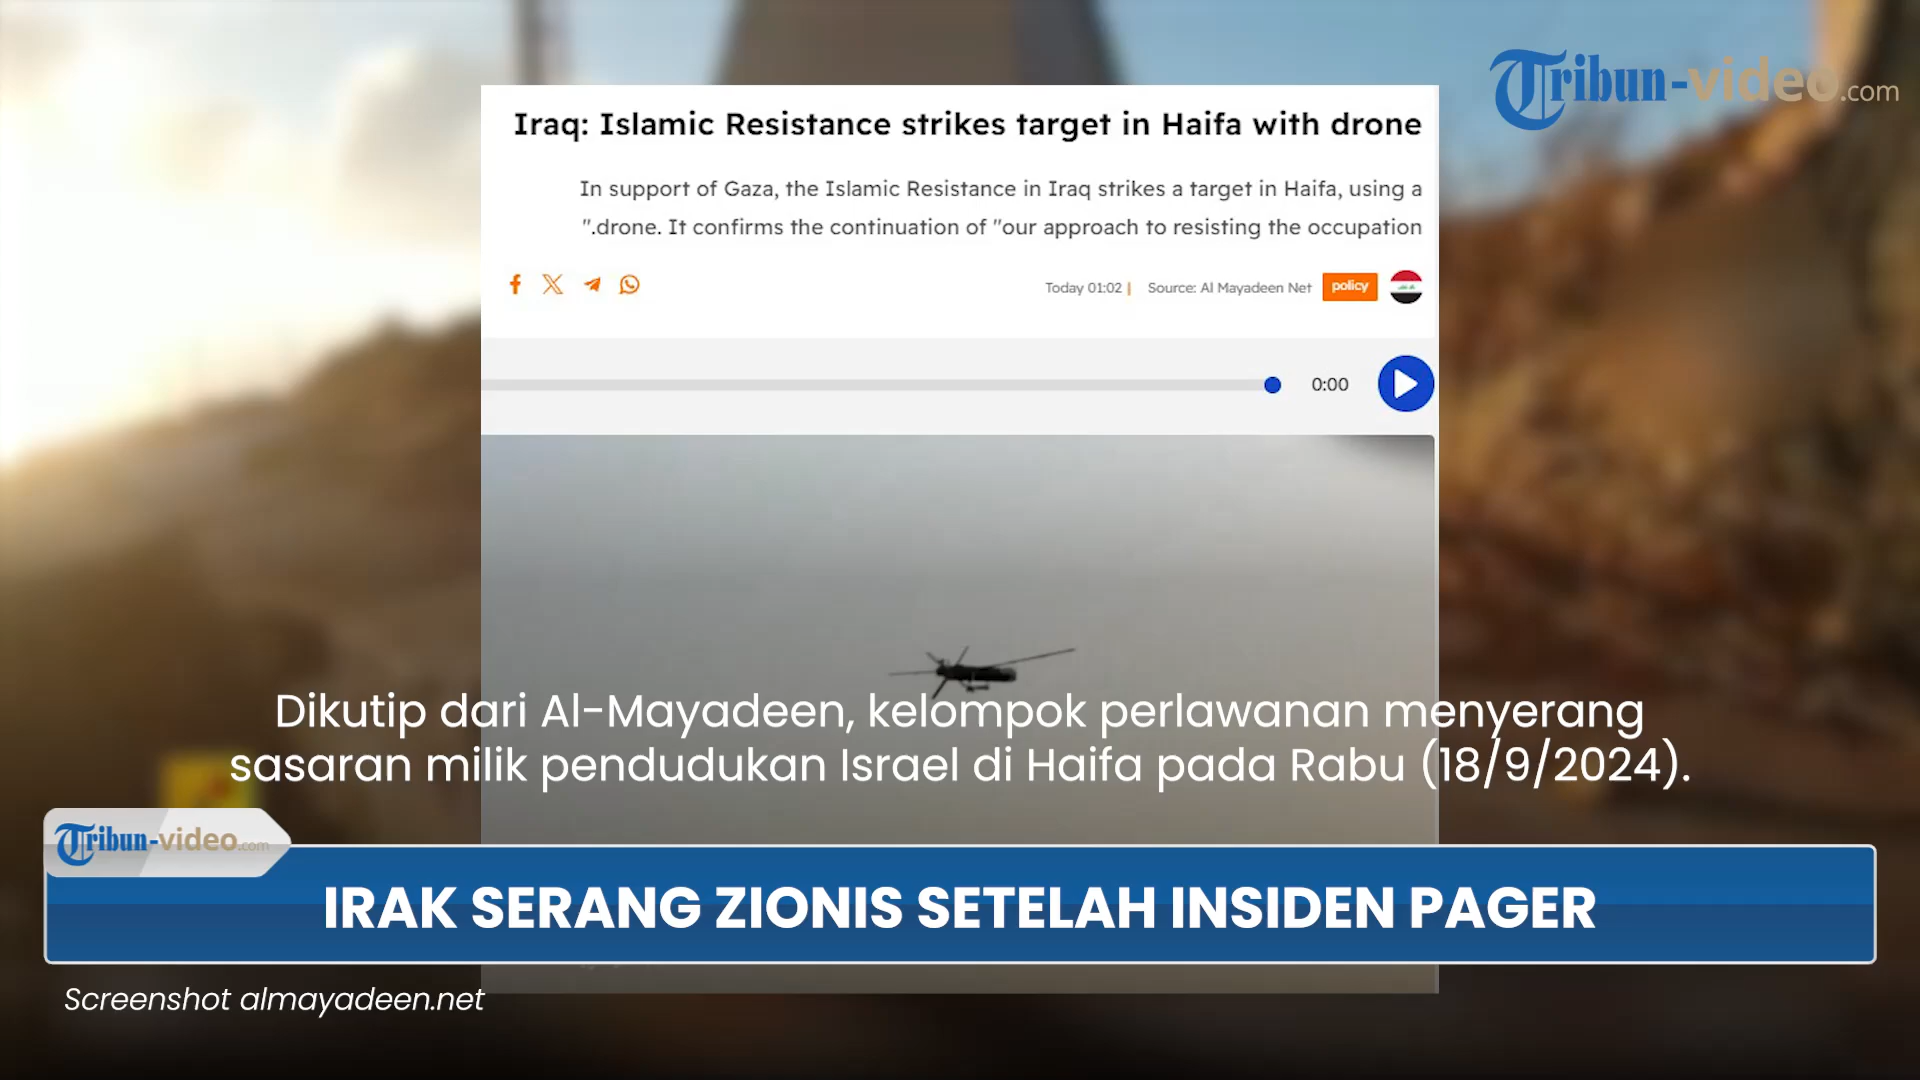 Tribun-video.com
Iraq: Islamic Resistance strikes target in Haifa with drone
In support of Gaza, the Islamic Resistance in Iraq strikes a target in Haifa, using a
".drone. It confirms the continuation of "our approach to resisting the occupation
Today 01:02 | Source: Al Mayadeen Net policy
0:00
Dikutip dari Al-Mayadeen, kelompok perlawanan menyerang
sasaran milik pendudukan Israel di Haifa pada Rabu (18/9/2024).
Tribun-video.com
IRAK SERANG ZIONIS SETELAH INSIDEN PAGER
Screenshot almayadeen.net